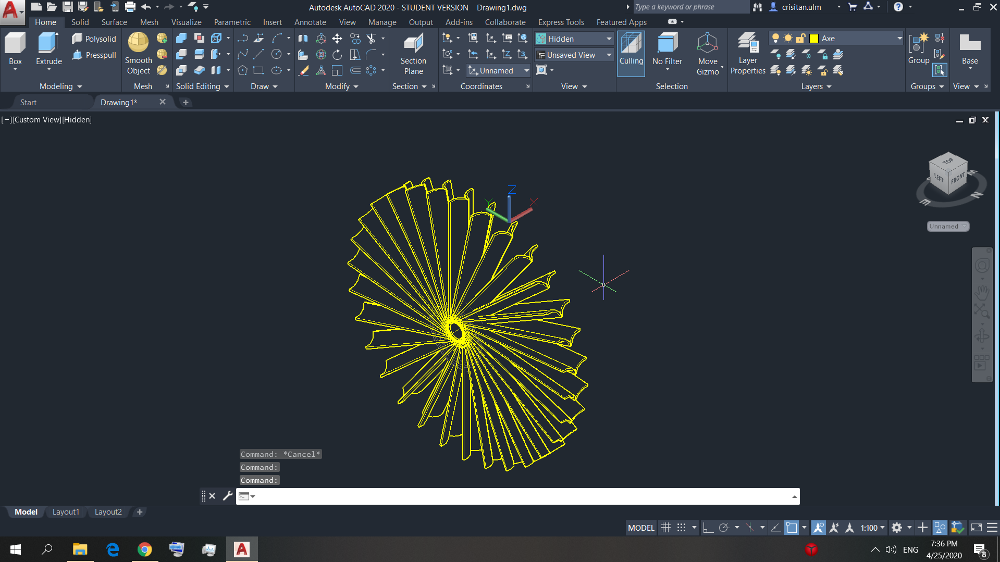 Autodesk AutoCAD 2020 - STUDENT VERSION    Drawing1.dwg
Type a keyword or phrase
crisitan.ulm
Home Solid Surface Mesh Visualize Parametric Insert Annotate View Manage Output Add-ins Collaborate Express Tools Featured Apps
Box
Extrude
Polysolid
Presspull
Modeling
Smooth
Object
Mesh
Solid Editing
Draw
Modify
Section
Plane
Section
Unnamed
Coordinates
Hidden
Unsaved View
View
Culling
No Filter
Move
Gizmo
Selection
Layer
Properties
Axe
Layers
Group
Groups
Base
View
Start
Drawing1*
[−][Custom View][Hidden]
TOP
LEFT
FRONT
Unnamed
Z
Y
X
Command: *Cancel*
Command:
Command:
Model Layout1 Layout2
MODEL
1:100
ENG
7:36 PM
4/25/2020
8